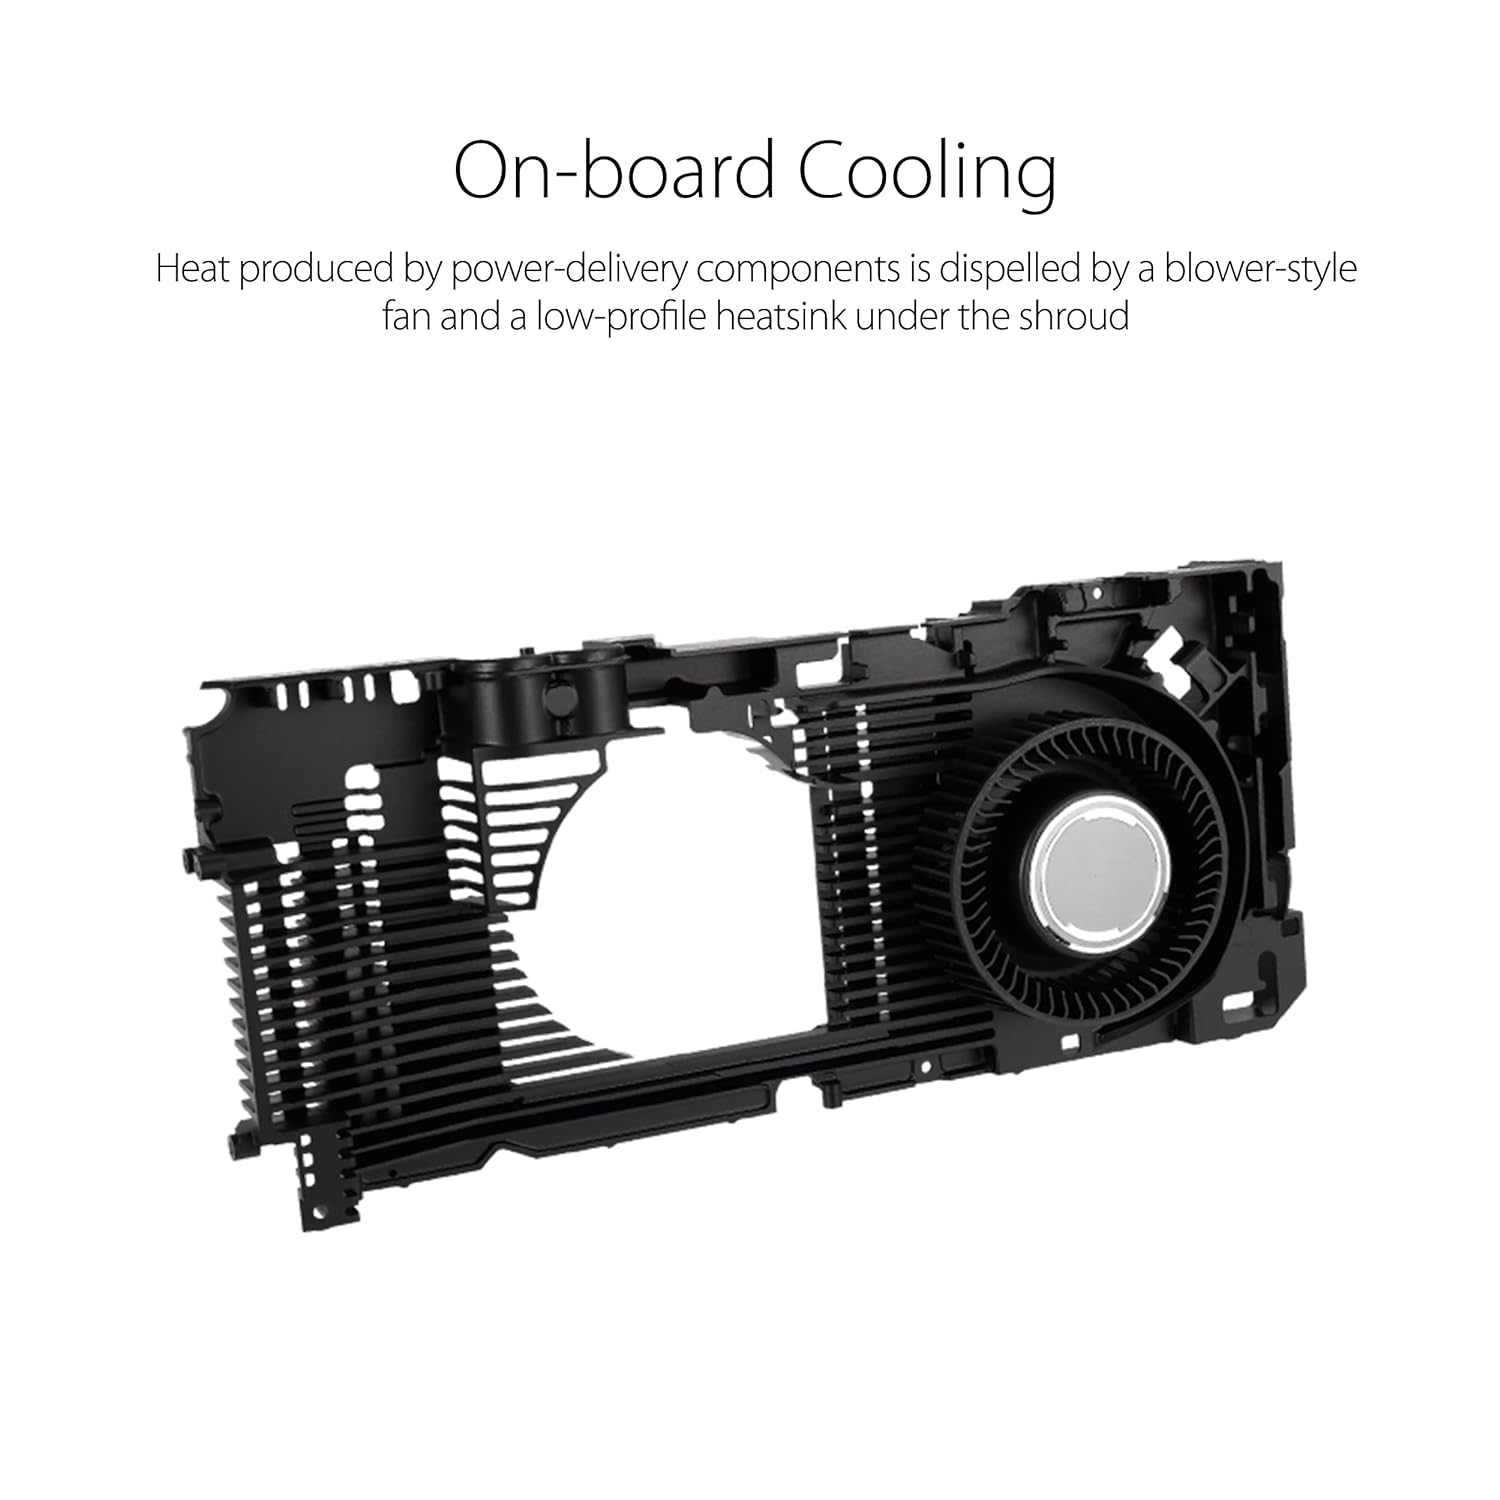 On-board Cooling
Heat produced by power-delivery components is dispelled by a blower-style
fan and a low-profile heatsink under the shroud